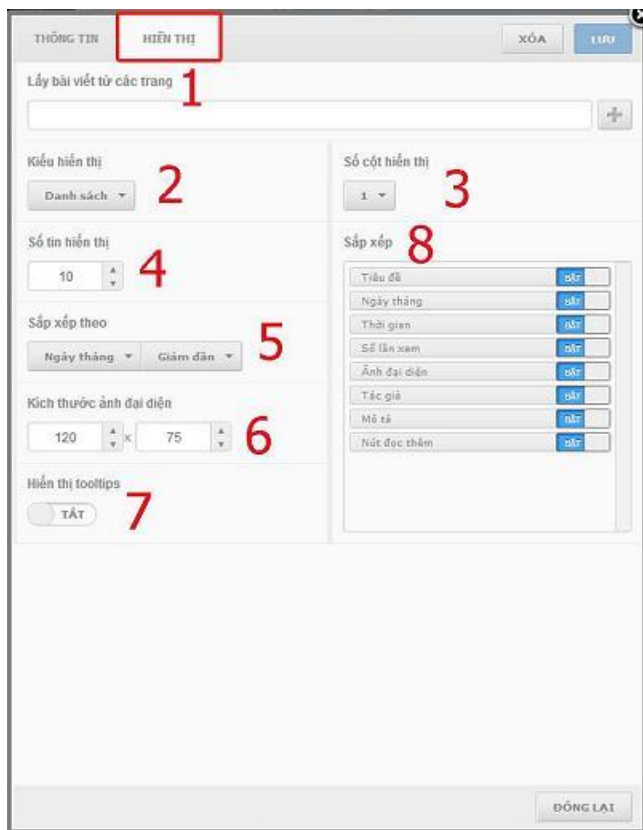 THÔNG TIN HIỂN THỊ XÓA LƯU
Lấy bài viết từ các trang
1
Kiểu hiển thị
Danh sách
2
Số cột hiển thị
1
3
Số tin hiển thị
10
4
Sắp xếp
8
Tiêu đề BẬT
Ngày tháng BẬT
Thời gian BẬT
Số lần xem BẬT
Ảnh đại diện BẬT
Tác giả BẬT
Mô tả BẬT
Nút đọc thêm BẬT
Sắp xếp theo
Ngày tháng Giảm dần
5
Kích thước ảnh đại diện
120 x 75
6
Hiển thị tooltips
TẮT
7
ĐÓNG LẠI